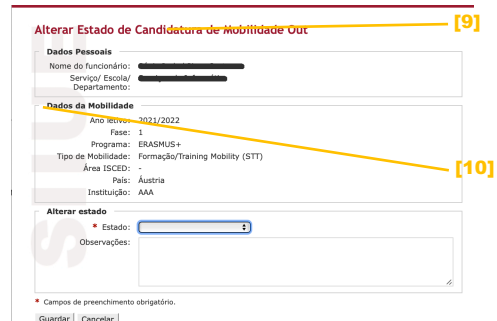 [9]
Alterar Estado de Candidatura de Mobilidade Out
Dados Pessoais
Nome do funcionário:
Serviço/ Escola/
Departamento:
Dados da Mobilidade
Ano letivo: 2021/2022
Fase: 1
Programa: ERASMUS+
Tipo de Mobilidade: Formação/Training Mobility (STT)
[10]
Área ISCED: -
País: Áustria
Instituição: AAA
Alterar estado
* Estado:
Observações:
* Campos de preenchimento obrigatório.
Guardar Cancelar